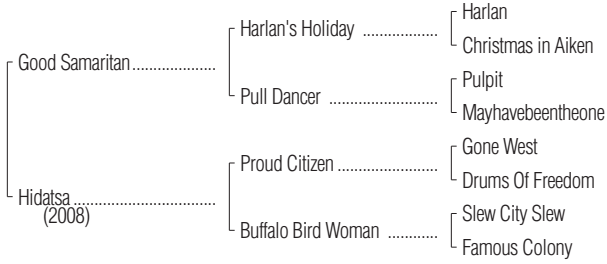 Harlan
Harlan's Holiday ..................
Christmas in Aiken
Good Samaritan....................
Pulpit
Pull Dancer ..........................
Mayhavebeentheone
Gone West
Proud Citizen ........................
Drums Of Freedom
Hidatsa ..................................
(2008)
Slew City Slew
Buffalo Bird Woman ............
Famous Colony